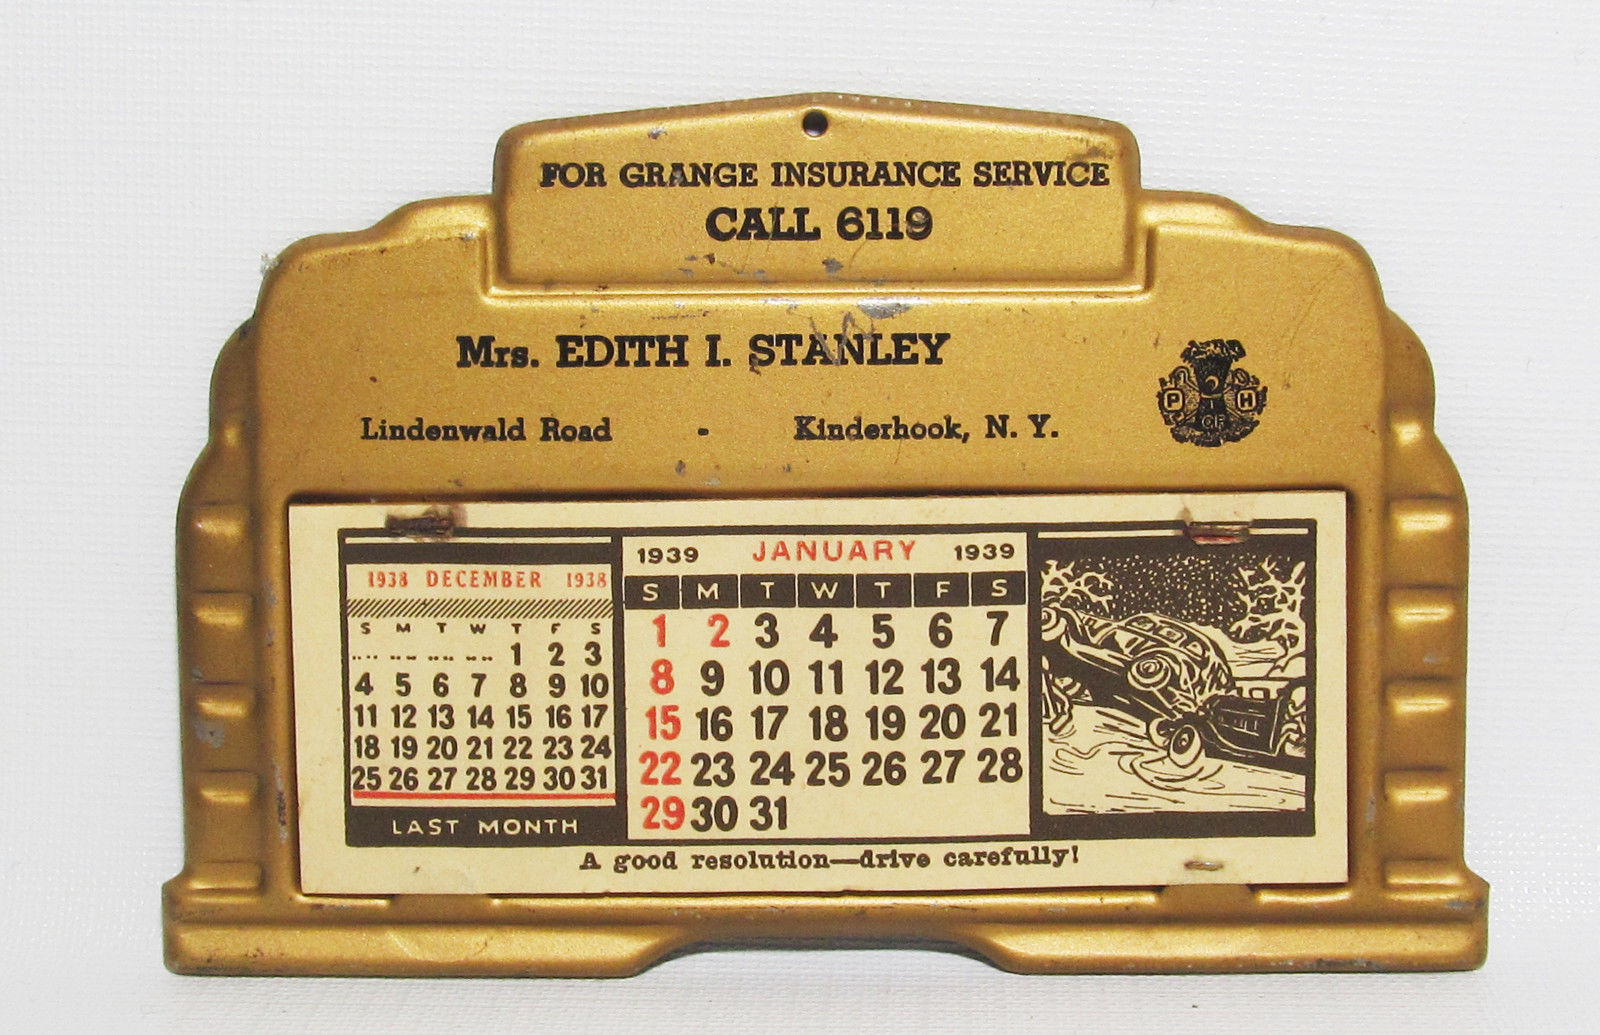 FOR GRANGE INSURANCE SERVICE
CALL 6119
Mrs. EDITH I. STANLEY
Lindenwald Road - Kinderhook, N. Y.
P H
1
GF
1938 DECEMBER 1938
S M T W T F S
1 2 3
4 5 6 7 8 9 10
11 12 13 14 15 16 17
18 19 20 21 22 23 24
25 26 27 28 29 30 31
LAST MONTH
1939 JANUARY 1939
S M T W T F S
1 2 3 4 5 6 7
8 9 10 11 12 13 14
15 16 17 18 19 20 21
22 23 24 25 26 27 28
29 30 31
A good resolution—drive carefully!